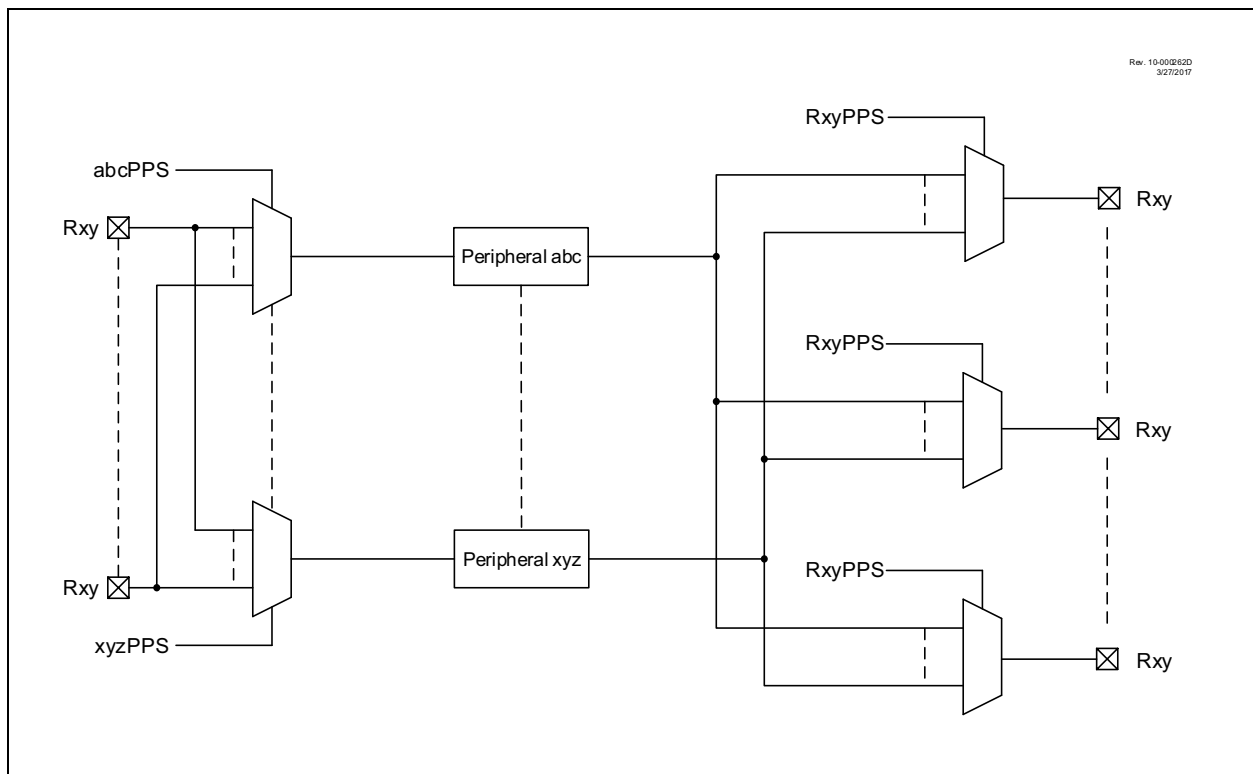 Rev. 10-000262D
3/27/2017
RxyPPS
abcPPS
Rxy
Rxy
Peripheral abc
RxyPPS
Rxy
Peripheral xyz
Rxy
RxyPPS
xyzPPS
Rxy